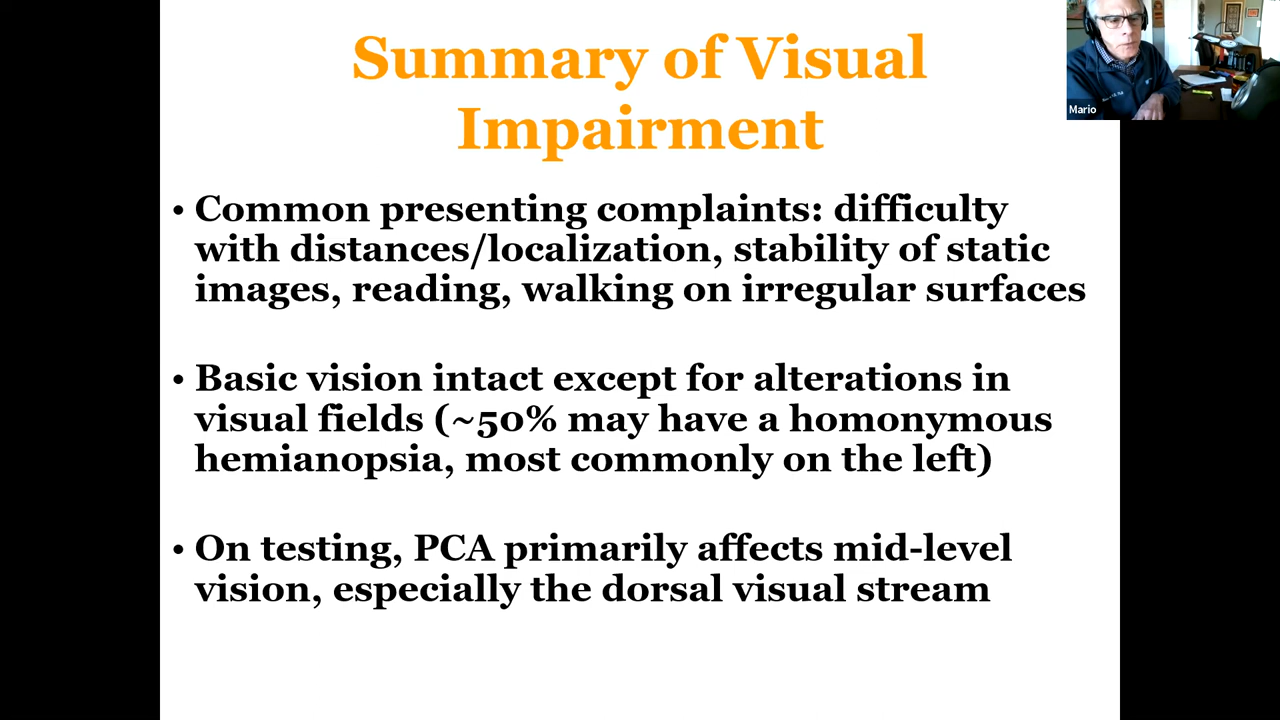 Summary of Visual
Impairment
• Common presenting complaints: difficulty
with distances/localization, stability of static
images, reading, walking on irregular surfaces
• Basic vision intact except for alterations in
visual fields (~50% may have a homonymous
hemianopsia, most commonly on the left)
• On testing, PCA primarily affects mid-level
vision, especially the dorsal visual stream
Mario